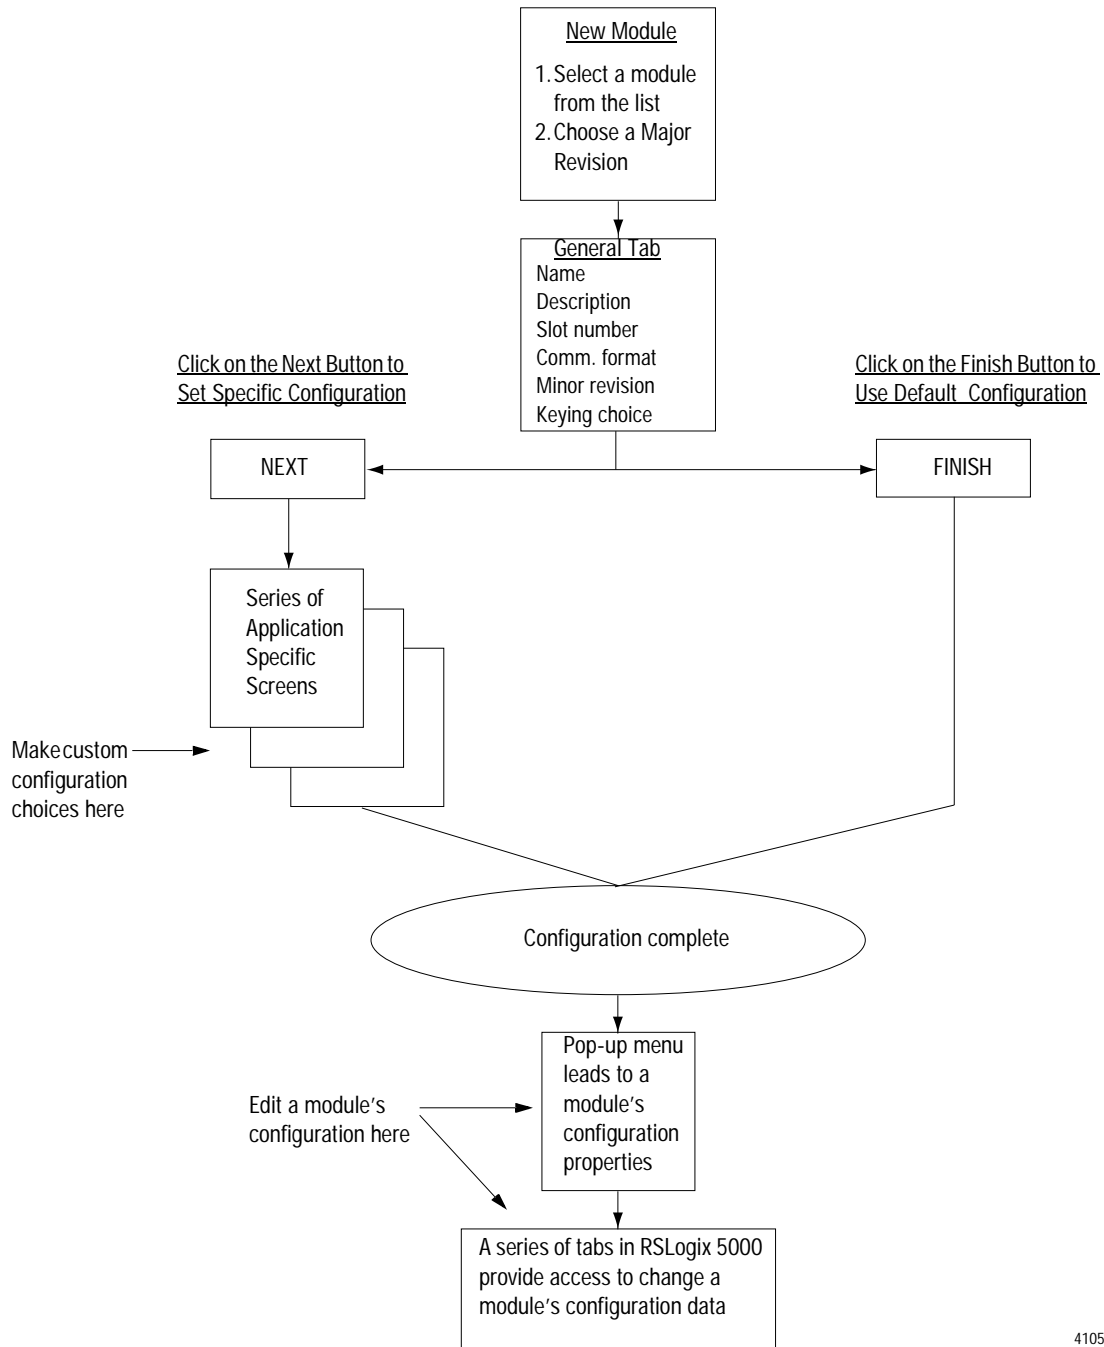 New Module
1. Select a module
from the list
2. Choose a Major
Revision
General Tab
Name
Description
Slot number
Comm. format
Minor revision
Keying choice
Click on the Next Button to
Set Specific Configuration
Click on the Finish Button to
Use Default Configuration
NEXT
FINISH
Series of
Application
Specific
Screens
Make custom
configuration
choices here
Configuration complete
Pop-up menu
leads to a
module's
configuration
properties
Edit a module's
configuration here
A series of tabs in RSLogix 5000
provide access to change a
module's configuration data
4105